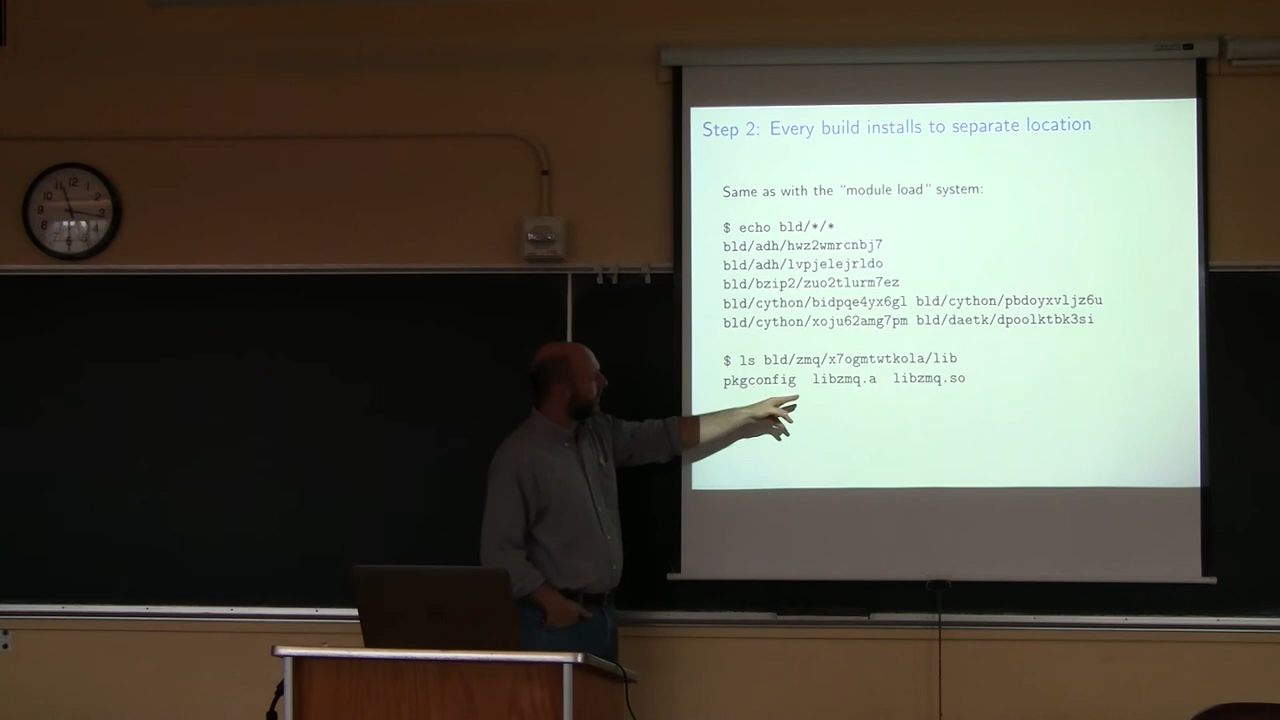 Step 2: Every build installs to separate location
Same as with the "module load" system:
$ echo bld/*/*
bld/adh/hwz2wmrcnbj7
bld/adh/lvpjelejrldo
bld/bzip2/zuo2tlurm7ez
bld/cython/bidpqe4yx6gl bld/cython/pbdoyxvljz6u
bld/cython/xoju62amg7pm bld/daetk/dpoolktbk3si
$ ls bld/zmq/x7ogmtwtkola/lib
pkgconfig libzmq.a libzmq.so